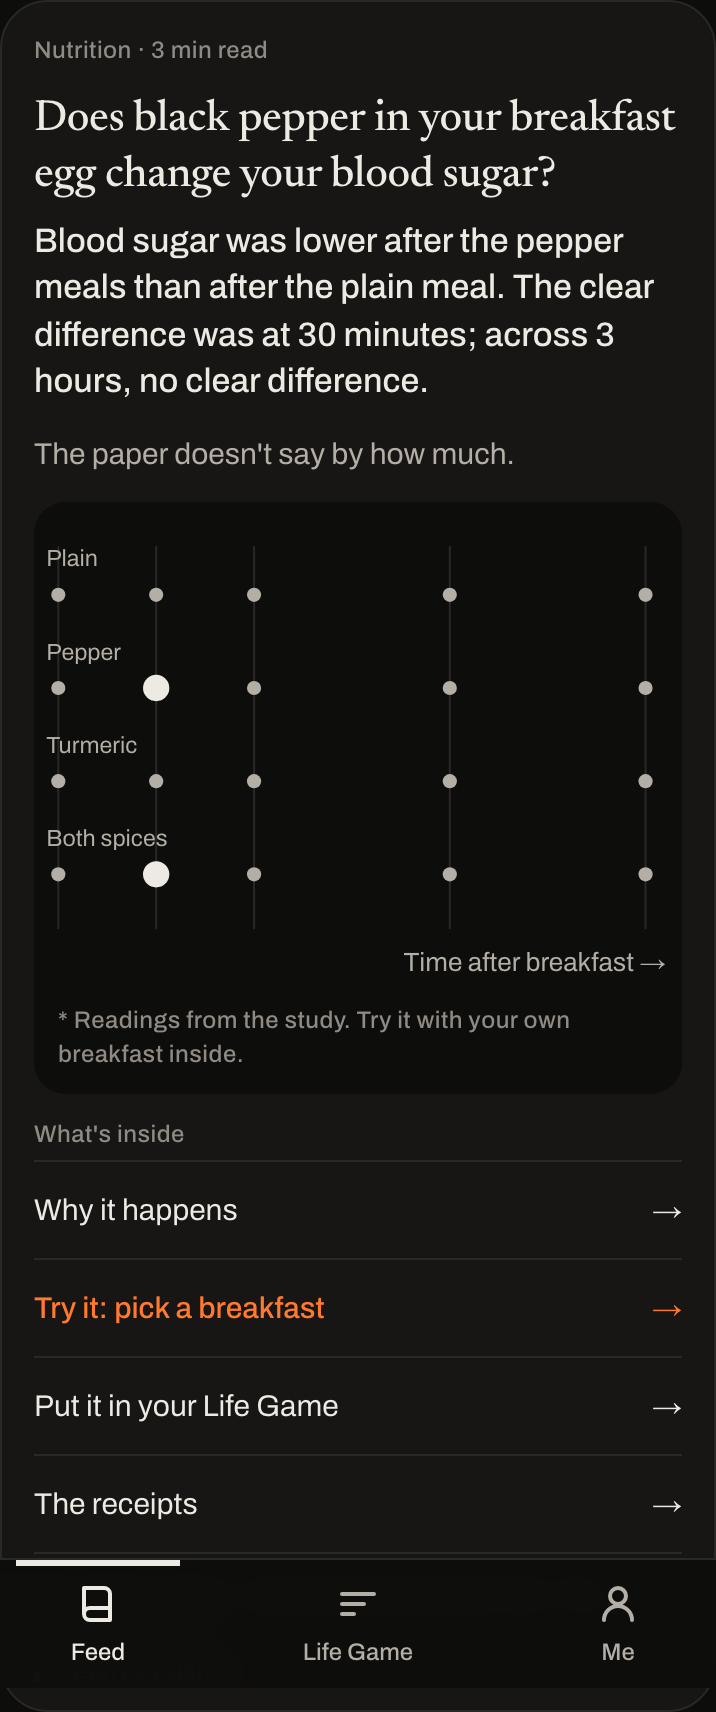 Nutrition · 3 min read
Does black pepper in your breakfast
egg change your blood sugar?
Blood sugar was lower after the pepper
meals than after the plain meal. The clear
difference was at 30 minutes; across 3
hours, no clear difference.
The paper doesn't say by how much.
Plain
Pepper
Turmeric
Both spices
Time after breakfast →
* Readings from the study. Try it with your own
breakfast inside.
What's inside
Why it happens →
Try it: pick a breakfast →
Put it in your Life Game →
The receipts →
Feed
Life Game
Me